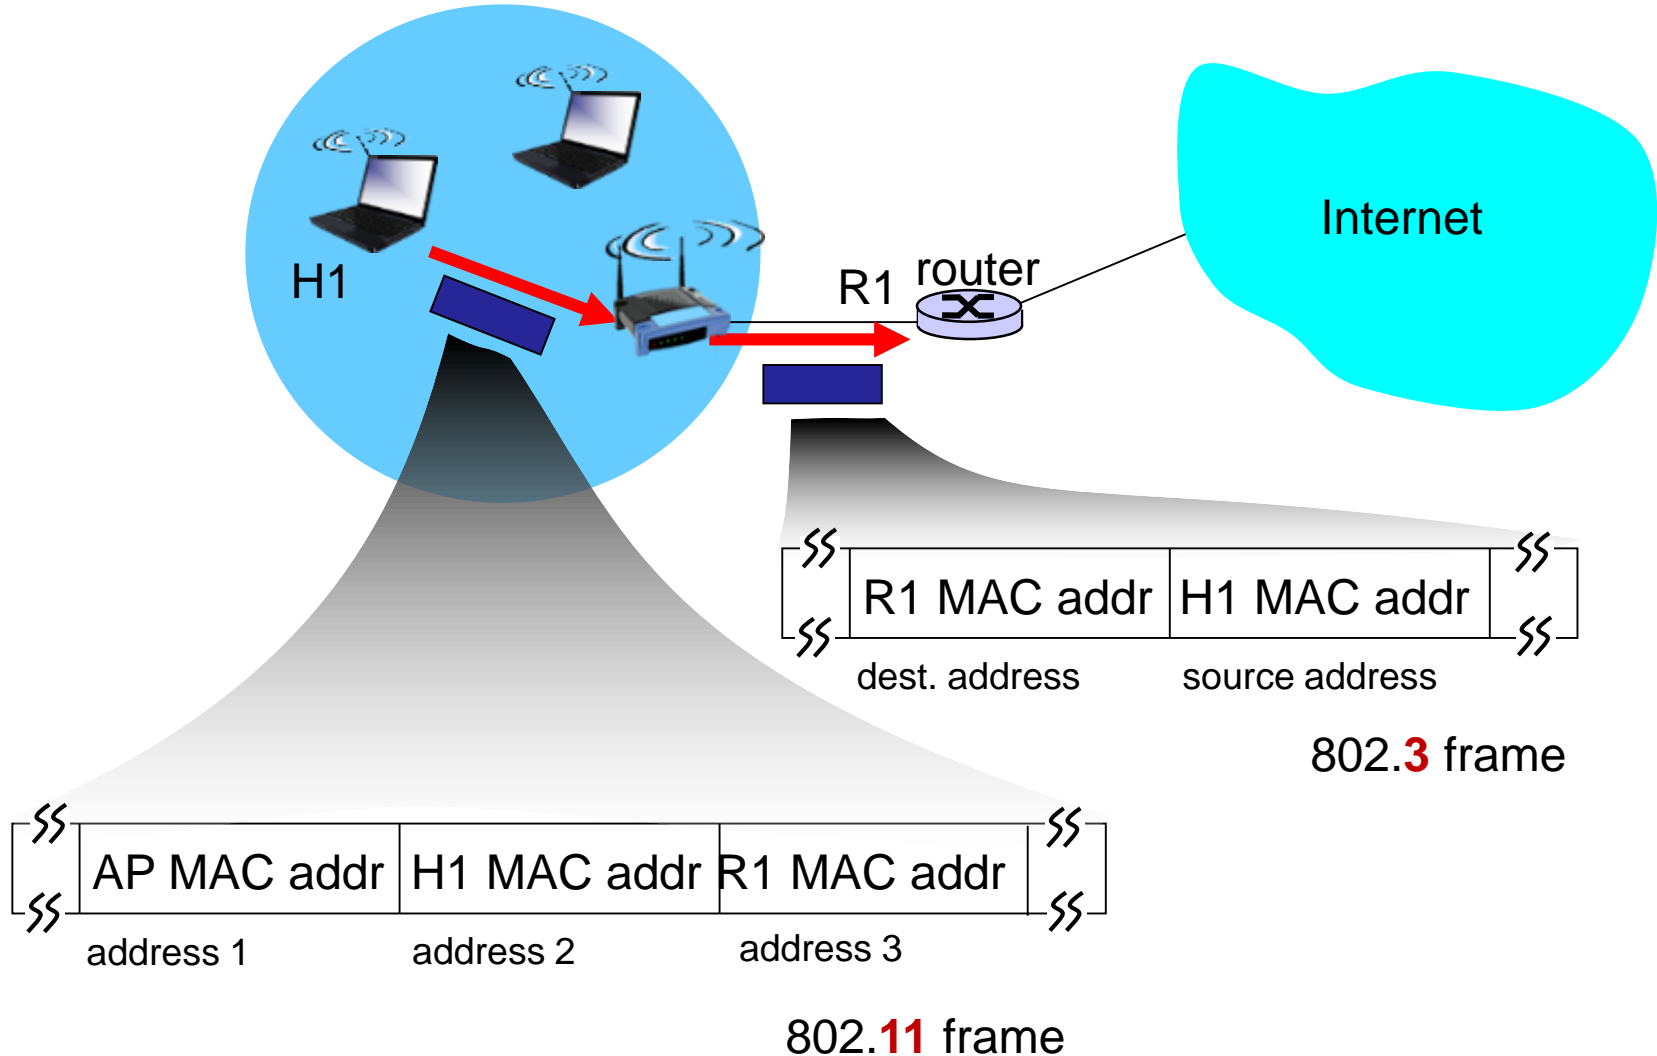 Internet
router
R1
H1
R1 MAC addr H1 MAC addr
dest. address source address
802.3 frame
AP MAC addr H1 MAC addr R1 MAC addr
address 1 address 2 address 3
802.11 frame